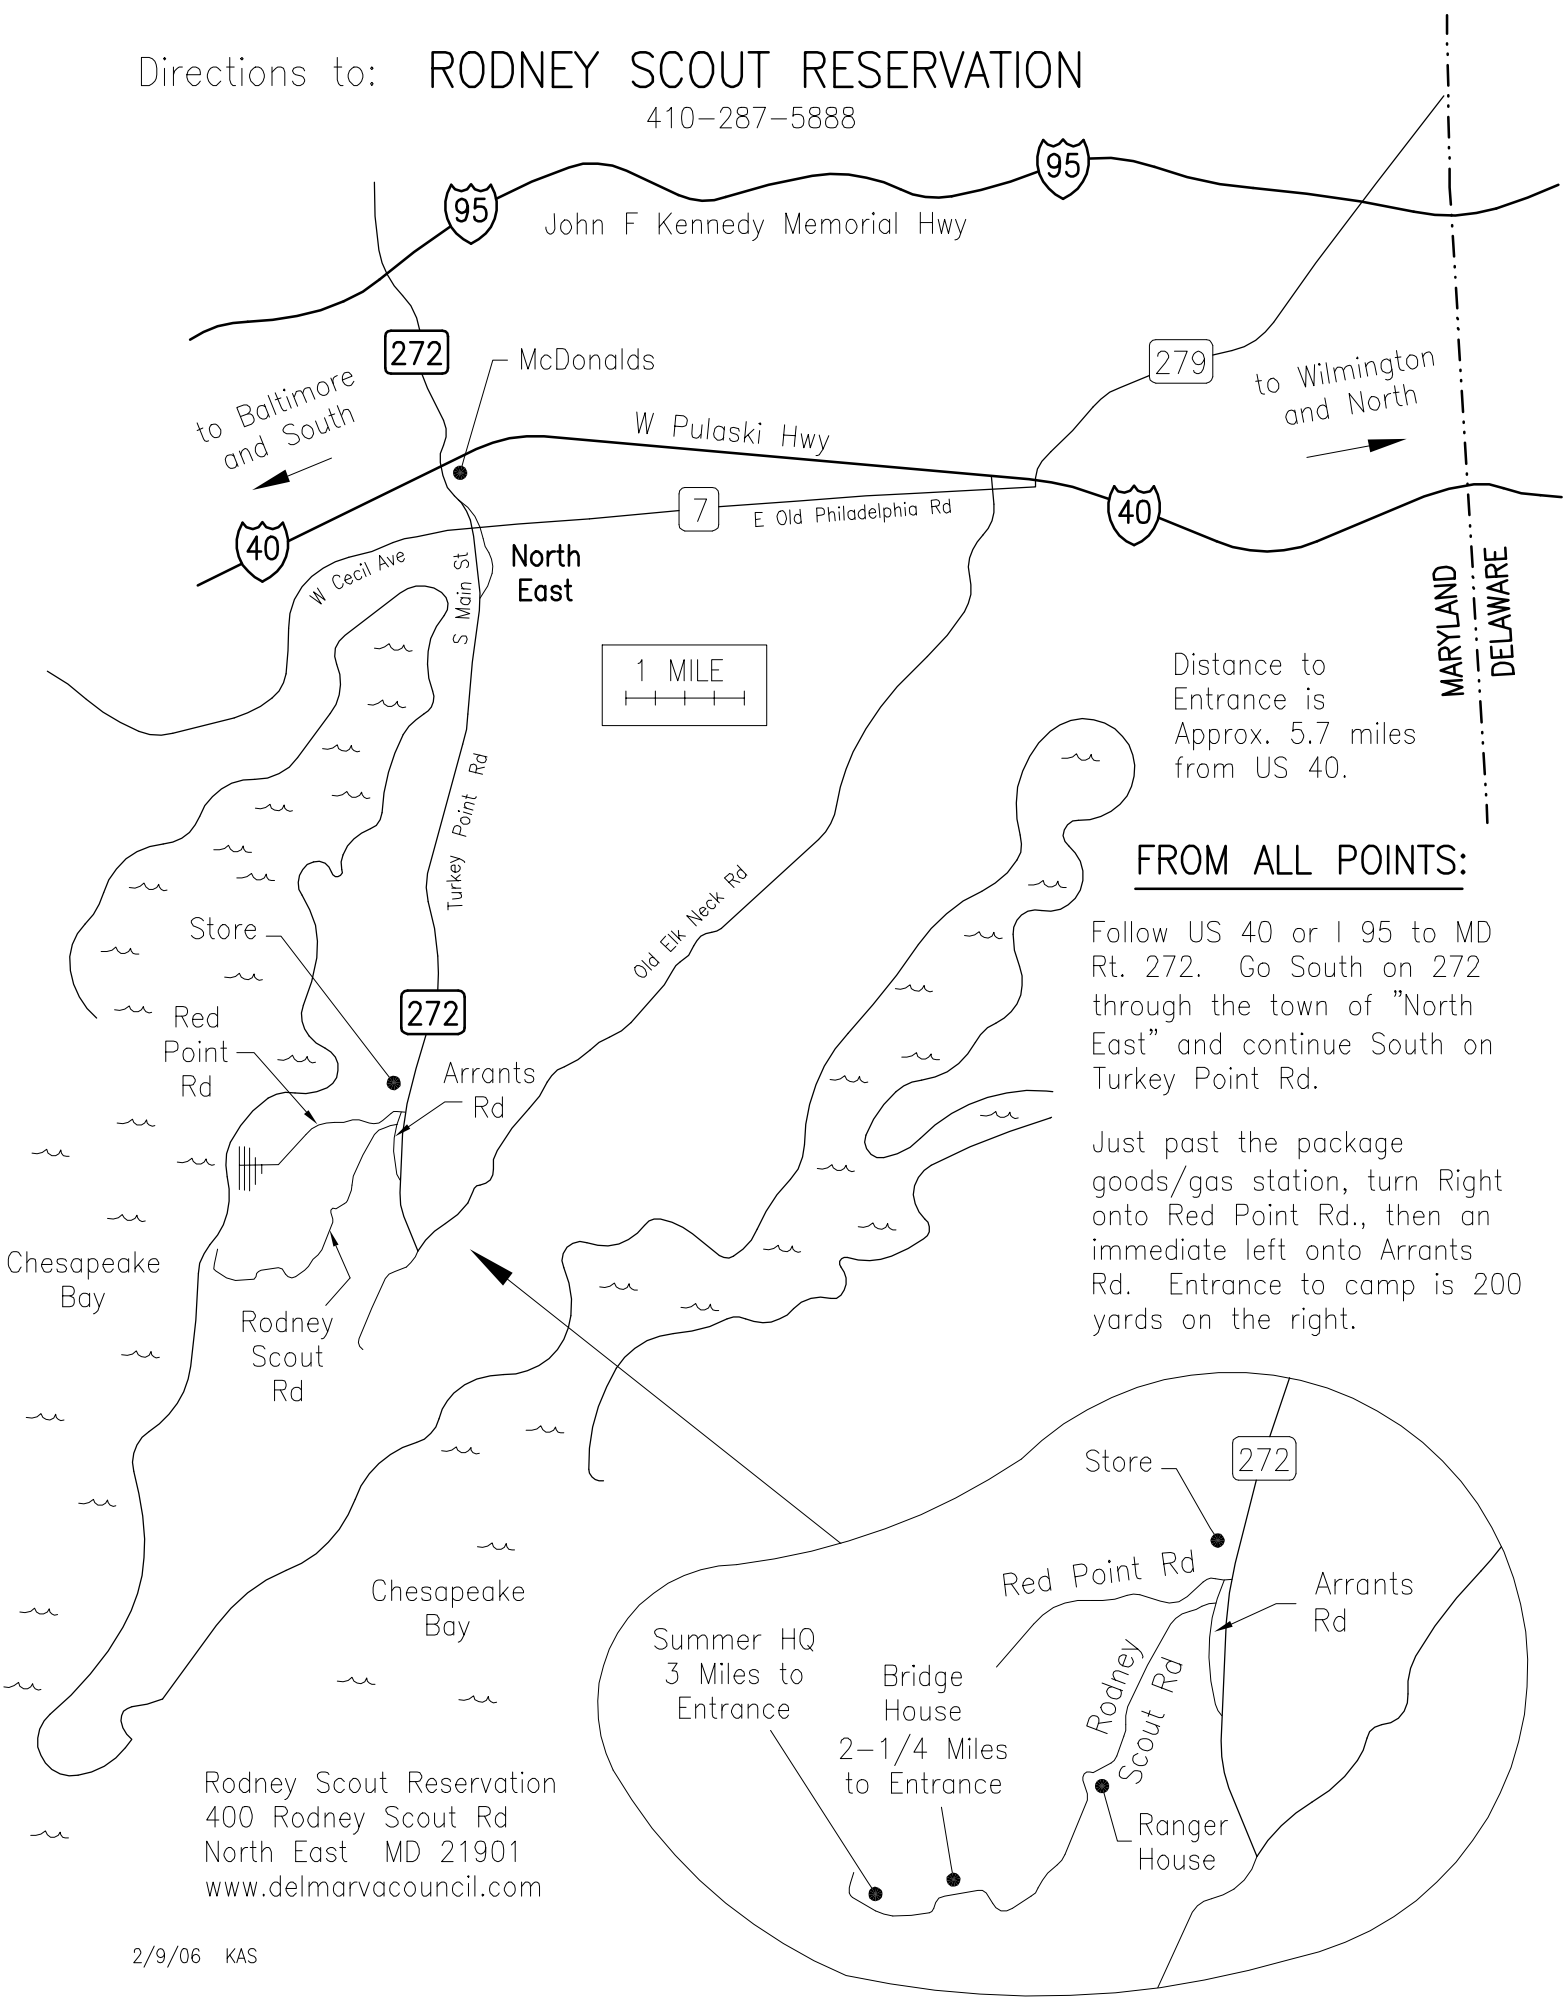 Directions to: RODNEY SCOUT RESERVATION
410-287-5888
95
95
John F Kennedy Memorial Hwy
272
McDonalds
279
to Baltimore
and South
to Wilmington
and North
W Pulaski Hwy
40
7
E Old Philadelphia Rd
40
W Cecil Ave
S Main St
North
East
1 MILE
MARYLAND
DELAWARE
Distance to
Entrance is
Approx. 5.7 miles
from US 40.
Turkey Point Rd
Old Elk Neck Rd
FROM ALL POINTS:
Follow US 40 or I 95 to MD
Rt. 272. Go South on 272
through the town of "North
East" and continue South on
Turkey Point Rd.
Just past the package
goods/gas station, turn Right
onto Red Point Rd., then an
immediate left onto Arrants
Rd. Entrance to camp is 200
yards on the right.
Store
272
Red
Point
Rd
Arrants
Rd
Chesapeake
Bay
Rodney
Scout
Rd
Chesapeake
Bay
Store
272
Red Point Rd
Arrants
Rd
Summer HQ
3 Miles to
Entrance
Bridge
House
2-1/4 Miles
to Entrance
Rodney
Scout Rd
Ranger
House
Rodney Scout Reservation
400 Rodney Scout Rd
North East MD 21901
www.delmarvacouncil.com
2/9/06 KAS